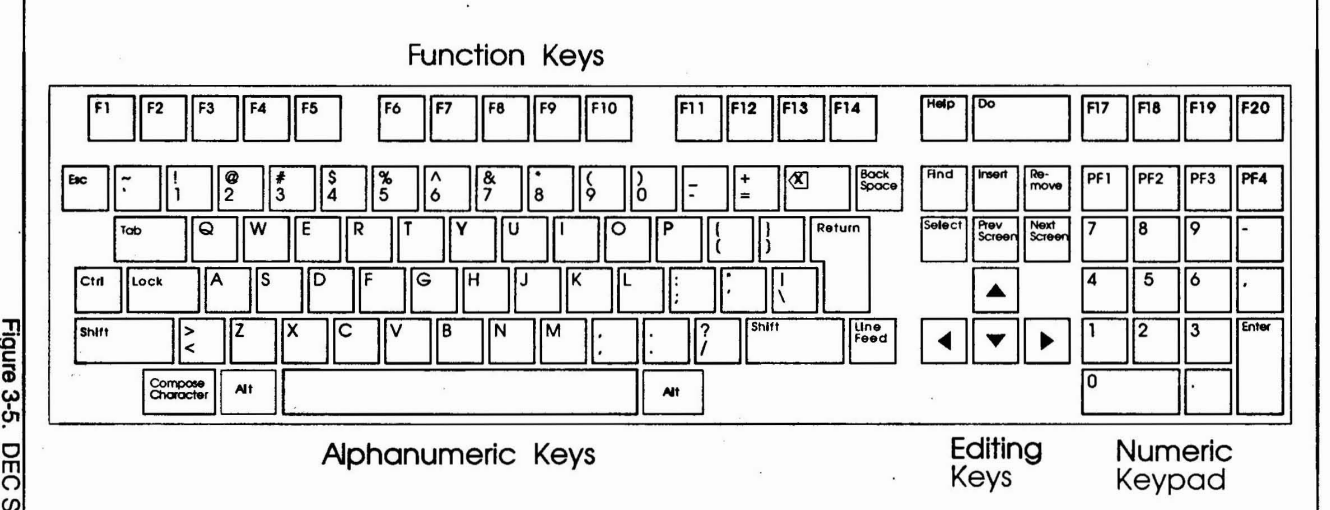 Function Keys
F1 F2 F3 F4 F5 F6 F7 F8 F9 F10 F11 F12 F13 F14 Help Do F17 F18 F19 F20
Esc ~ ` ! 1 @ 2 # 3 $ 4 % 5 ^ 6 & 7 * 8 ( 9 ) 0 _ - + = X Back Space Find Insert Re-move PF1 PF2 PF3 PF4
Tab Q W E R T Y U I O P { ( } ) Return Select Prev Screen Next Screen 7 8 9 -
Ctrl Lock A S D F G H J K L : ; " ' | \ 4 5 6 ,
Shift > < Z X C V B N M , , . . ? / Shift Line Feed 1 2 3 Enter
Compose Character Alt Alt 0 .
Alphanumeric Keys
Editing Keys
Numeric Keypad
Figure 3-5. DEC S